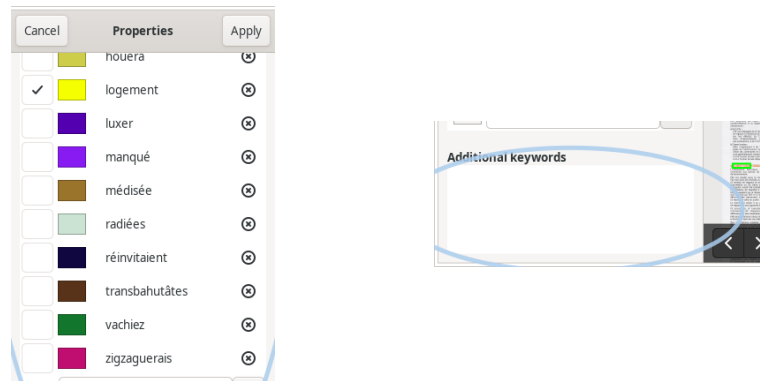 Cancel Properties Apply
houera
logement
luxer
manqué
médisée
radiées
réinvitaient
transbahutâtes
vachiez
zigzaguerais
Additional keywords